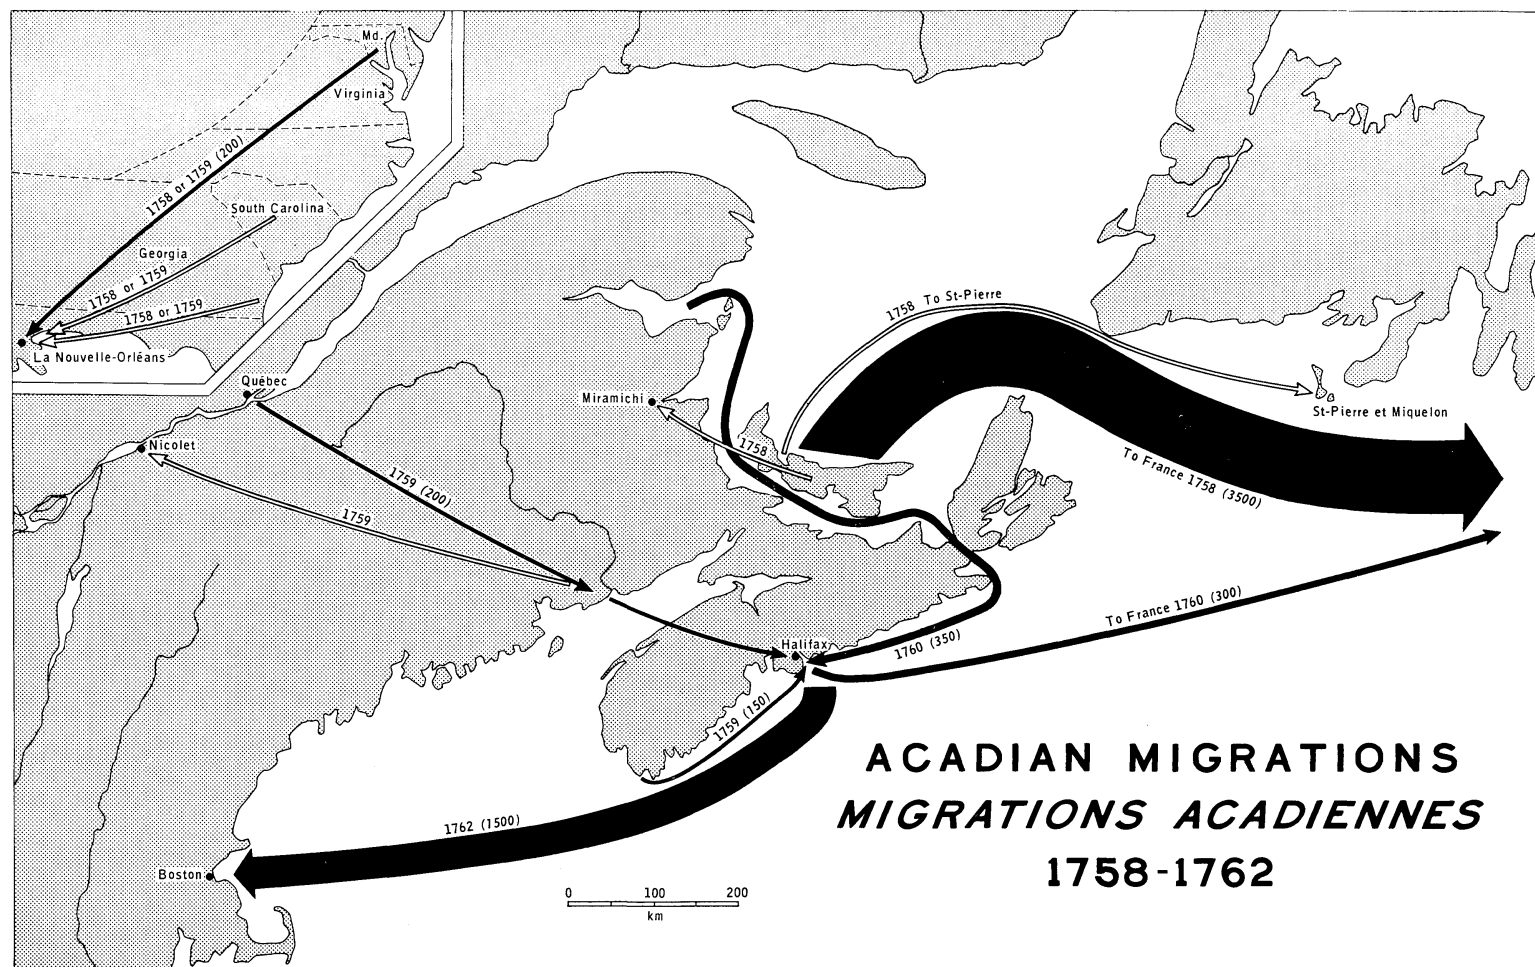 Md.
Virginia
1758 or 1759 (200)
South Carolina
Georgia
1758 or 1759
1758 or 1759
La Nouvelle-Orléans
Québec
Nicolet
1759 (200)
1759
Miramichi
1758
1758 To St-Pierre
St-Pierre et Miquelon
To France 1758 (3500)
To France 1760 (300)
Halifax
1760 (350)
1759 (150)
1762 (1500)
Boston
0 100 200
km
ACADIAN MIGRATIONS
MIGRATIONS ACADIENNES
1758-1762